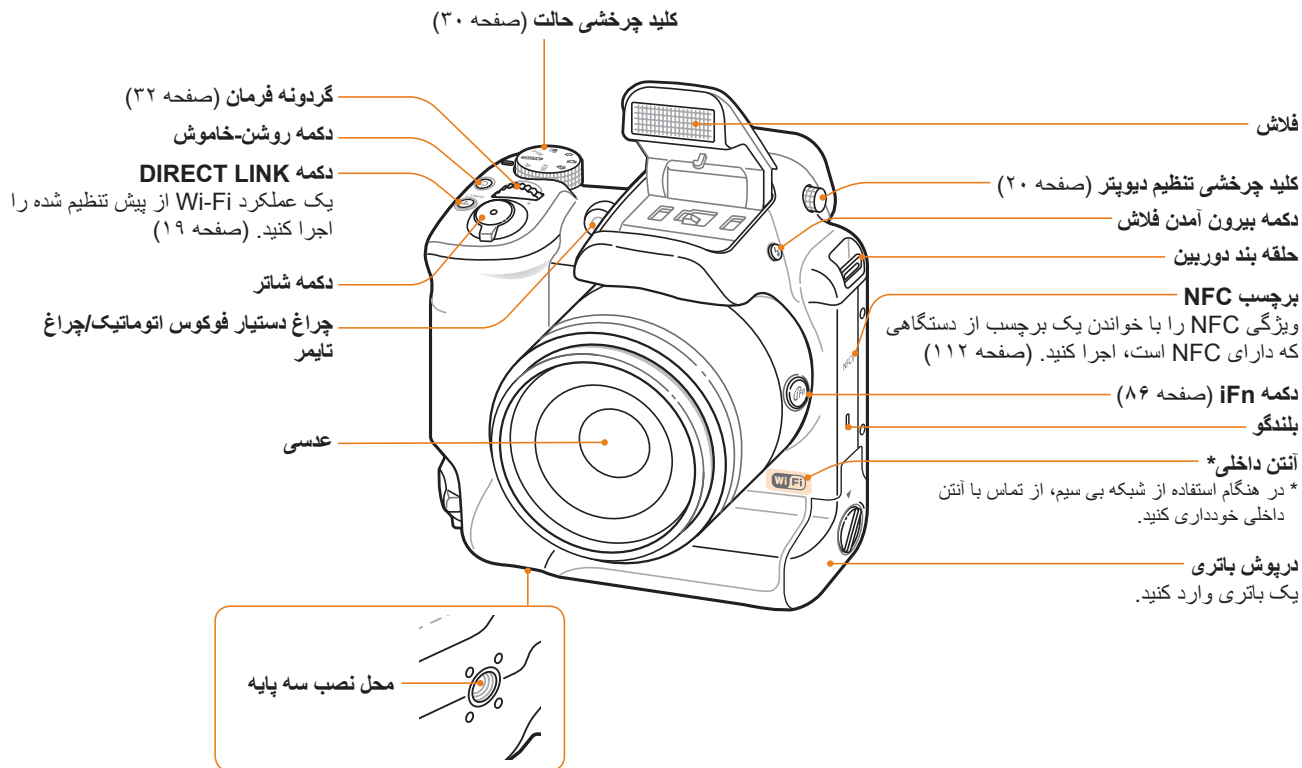 کلید چرخشی حالت (صفحه ۳۰)
گردونه فرمان (صفحه ۳۲)
دکمه روشن-خاموش
دکمه DIRECT LINK
یک عملکرد Wi-Fi از پیش تنظیم شده را
اجرا کنید. (صفحه ۱۹)
دکمه شاتر
چراغ دستیار فوکوس اتوماتیک/چراغ
تایمر
عدسی
محل نصب سه پایه
فلاش
کلید چرخشی تنظیم دیوپتر (صفحه ۲۰)
دکمه بیرون آمدن فلاش
حلقه بند دوربین
برچسب NFC
ویژگی NFC را با خواندن یک برچسب از دستگاهی
که دارای NFC است، اجرا کنید. (صفحه ۱۱۲)
دکمه iFn (صفحه ۸۶)
بلندگو
آنتن داخلی*
* در هنگام استفاده از شبکه بی سیم، از تماس با آنتن
داخلی خودداری کنید.
درپوش باتری
یک باتری وارد کنید.
NFC
Wi Fi